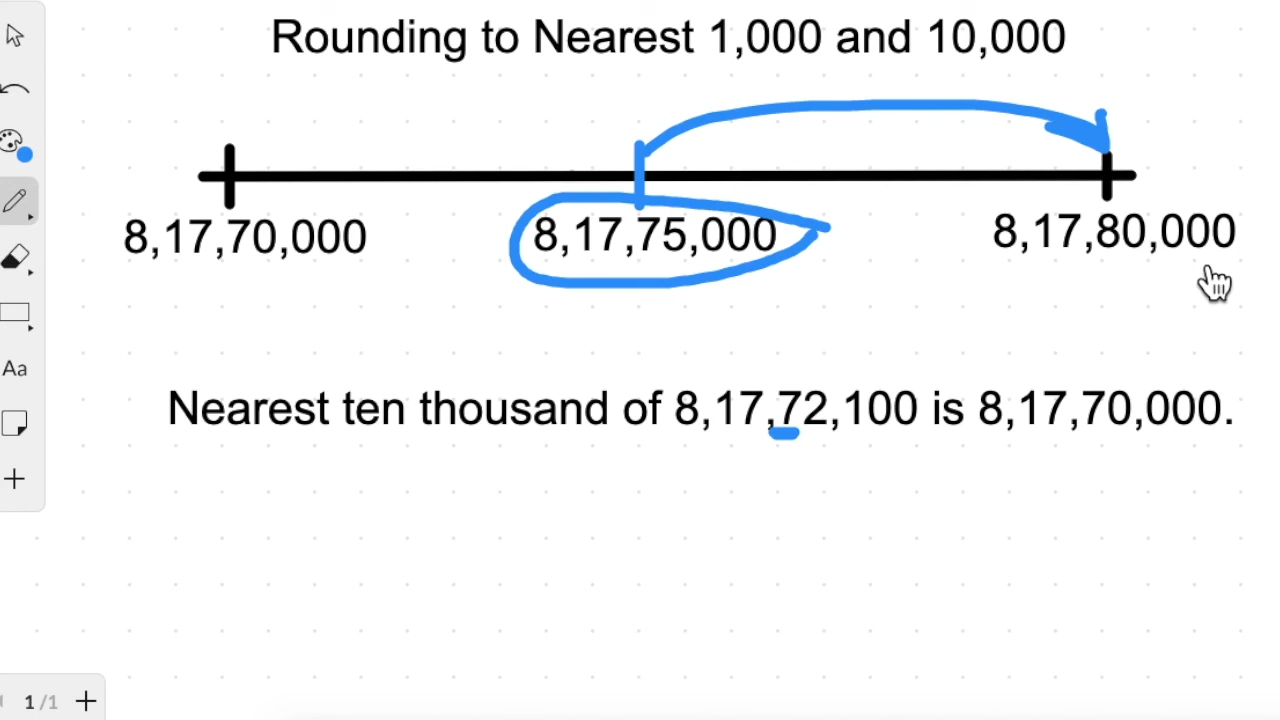 Rounding to Nearest 1,000 and 10,000
8,17,70,000 8,17,75,000 8,17,80,000
Nearest ten thousand of 8,17,72,100 is 8,17,70,000.
Aa
1/1